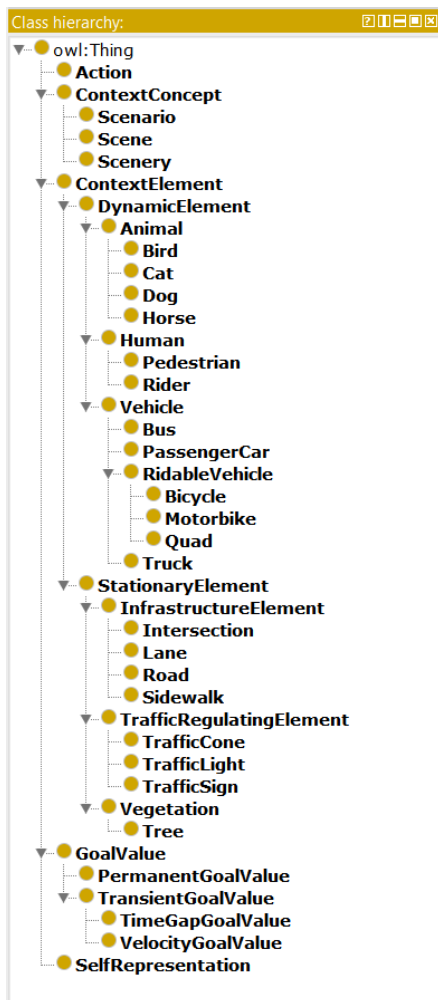 Class hierarchy:
owl:Thing
Action
ContextConcept
Scenario
Scene
Scenery
ContextElement
DynamicElement
Animal
Bird
Cat
Dog
Horse
Human
Pedestrian
Rider
Vehicle
Bus
PassengerCar
RidableVehicle
Bicycle
Motorbike
Quad
Truck
StationaryElement
InfrastructureElement
Intersection
Lane
Road
Sidewalk
TrafficRegulatingElement
TrafficCone
TrafficLight
TrafficSign
Vegetation
Tree
GoalValue
PermanentGoalValue
TransientGoalValue
TimeGapGoalValue
VelocityGoalValue
SelfRepresentation